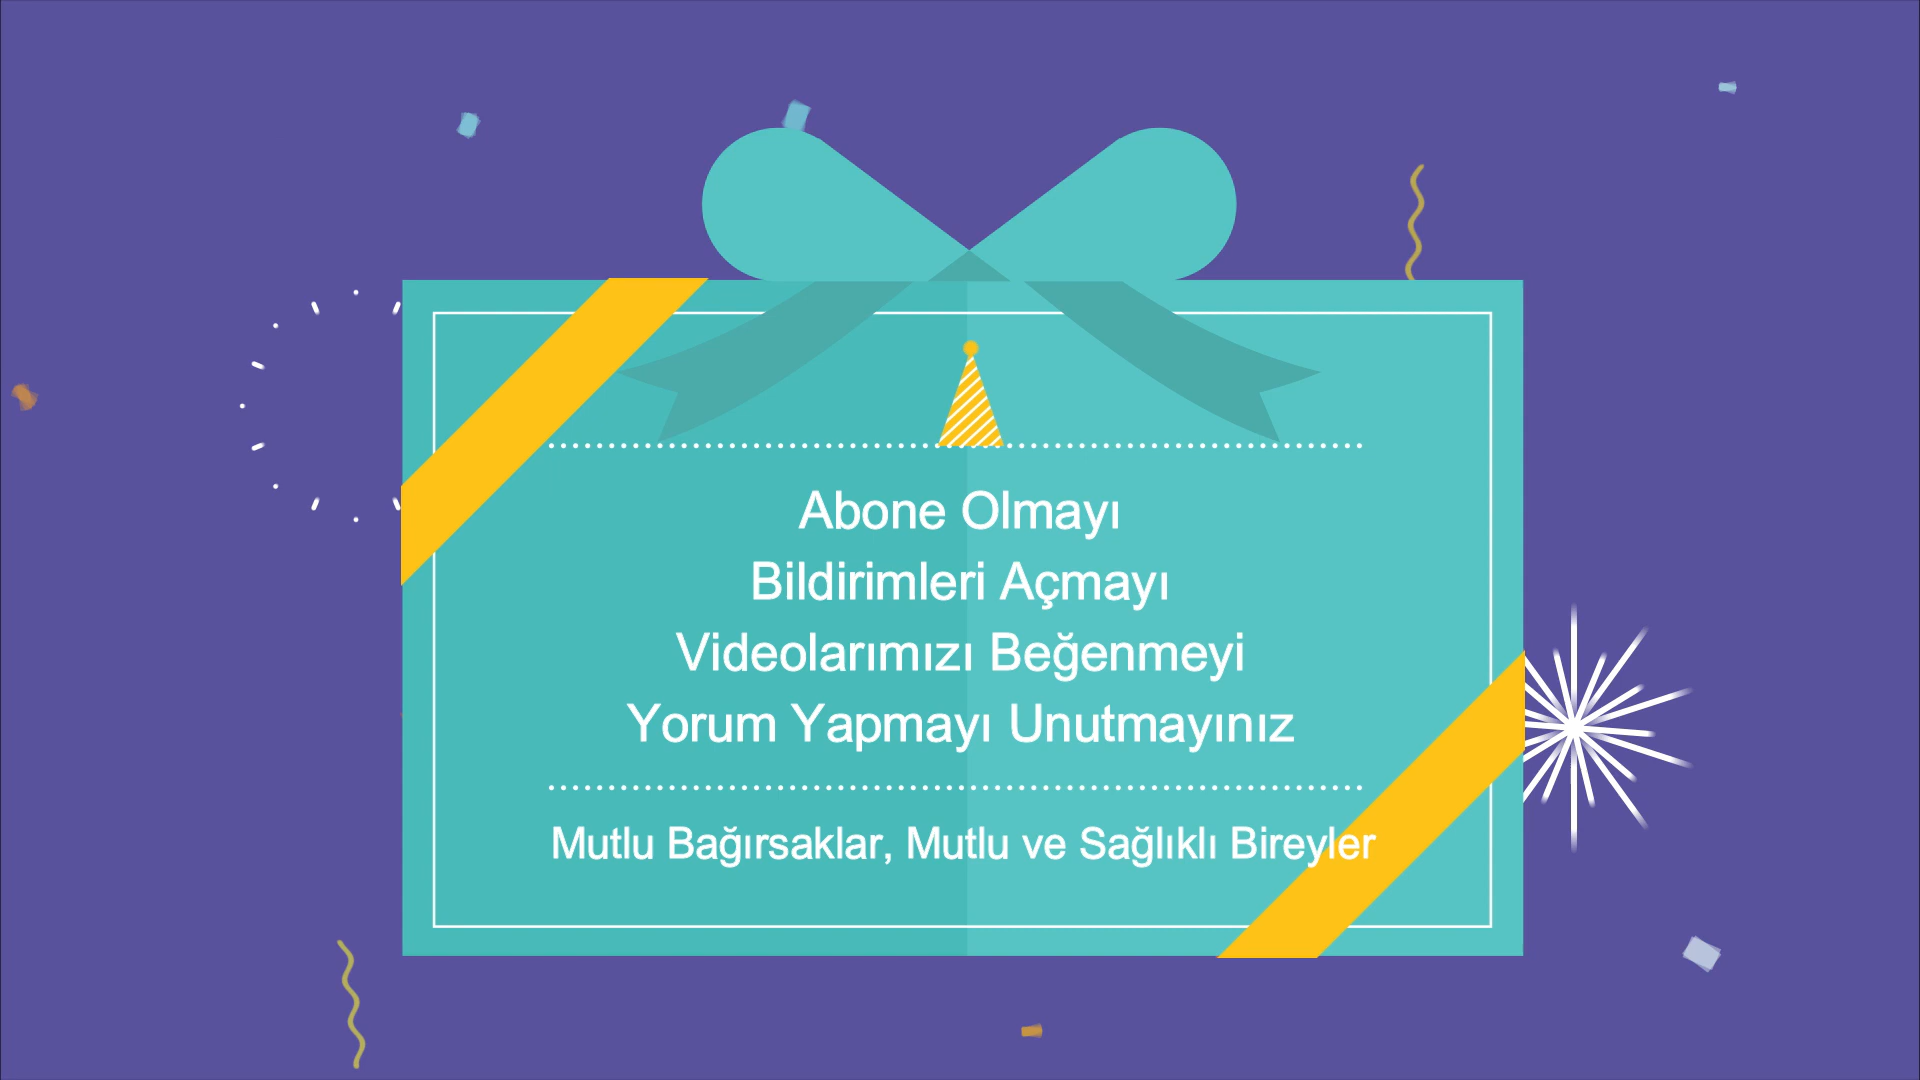 Abone Olmayı
Bildirimleri Açmayı
Videolarımızı Beğenmeyi
Yorum Yapmayı Unutmayınız
Mutlu Bağırsaklar, Mutlu ve Sağlıklı Bireyler